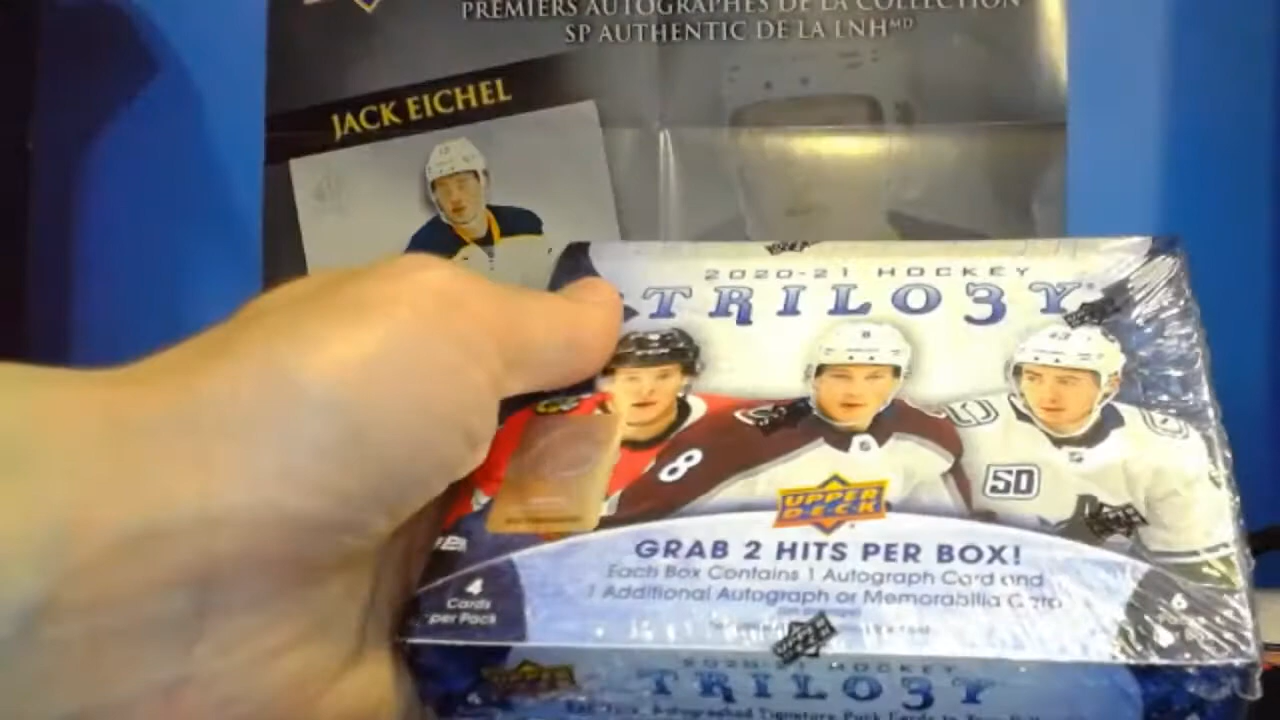 PREMIERS AUTOGRAPHES DE LA COLLECTION
SP AUTHENTIC DE LA LNHMD
JACK EICHEL
2020-21 HOCKEY
TRILO3Y
8
50
UPPER
DECK
GRAB 2 HITS PER BOX!
Each Box Contains 1 Autograph Card and
1 Additional Autograph or Memorabilia Card
4
Cards
per Pack
6
2020-21 HOCKEY
TRILO3Y